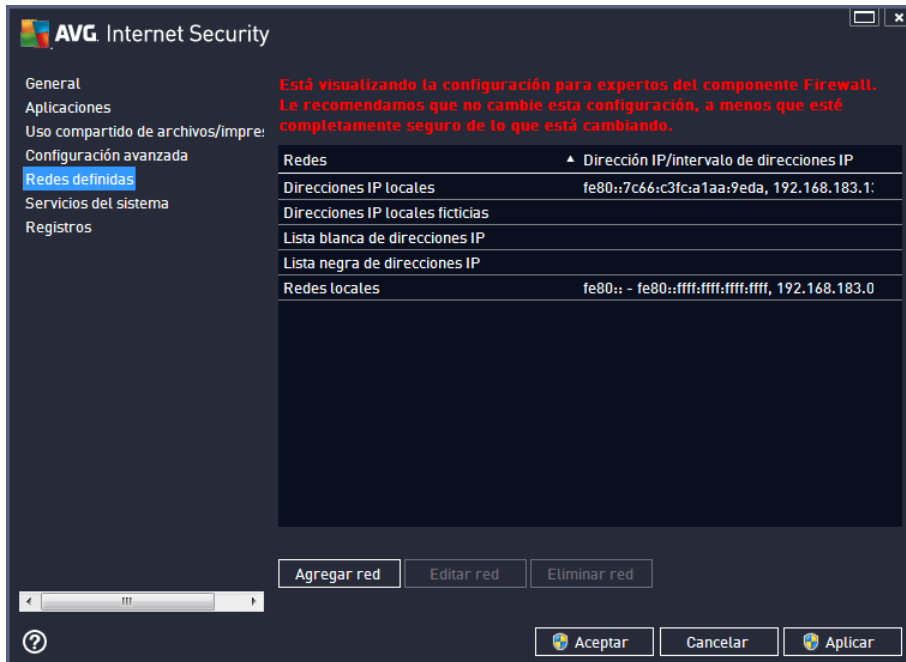 AVG. Internet Security
General
Aplicaciones
Uso compartido de archivos/impre
Configuración avanzada
Redes definidas
Servicios del sistema
Registros
Está visualizando la configuración para expertos del componente Firewall.
Le recomendamos que no cambie esta configuración, a menos que esté
completamente seguro de lo que está cambiando.
Redes Dirección IP/intervalo de direcciones IP
Direcciones IP locales fe80::7c66:c3fc:a1aa:9eda, 192.168.183.1
Direcciones IP locales ficticias
Lista blanca de direcciones IP
Lista negra de direcciones IP
Redes locales fe80:: - fe80::ffff:ffff:ffff:ffff, 192.168.183.0
Agregar red Editar red Eliminar red
Aceptar Cancelar Aplicar